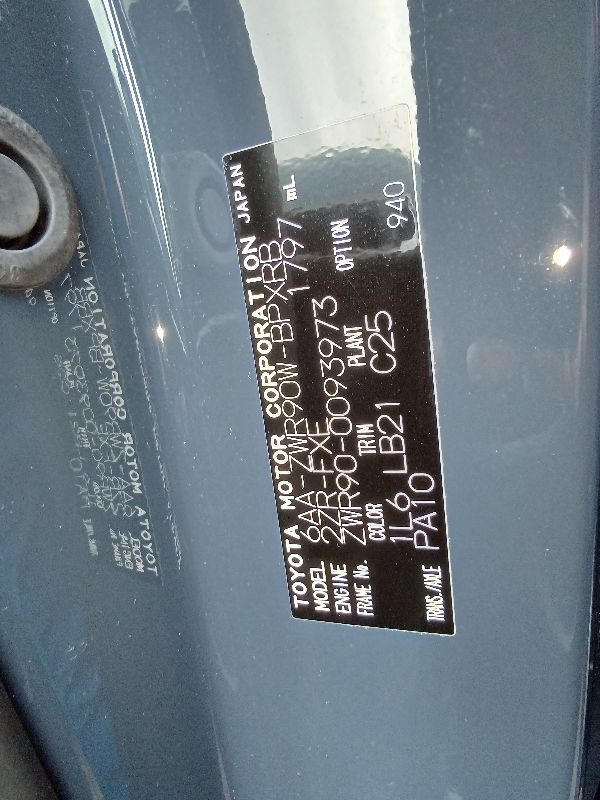 TOYOTA MOTOR CORPORATION JAPAN
MODEL 6AA-ZWR90W-BPXRB
ENGINE 2ZR-FXE 1797 mL
FRAME No. ZWR90-0093973
COLOR TRIM PLANT OPTION
1L6 LB21 C25 940
TRANS./AXLE PA10